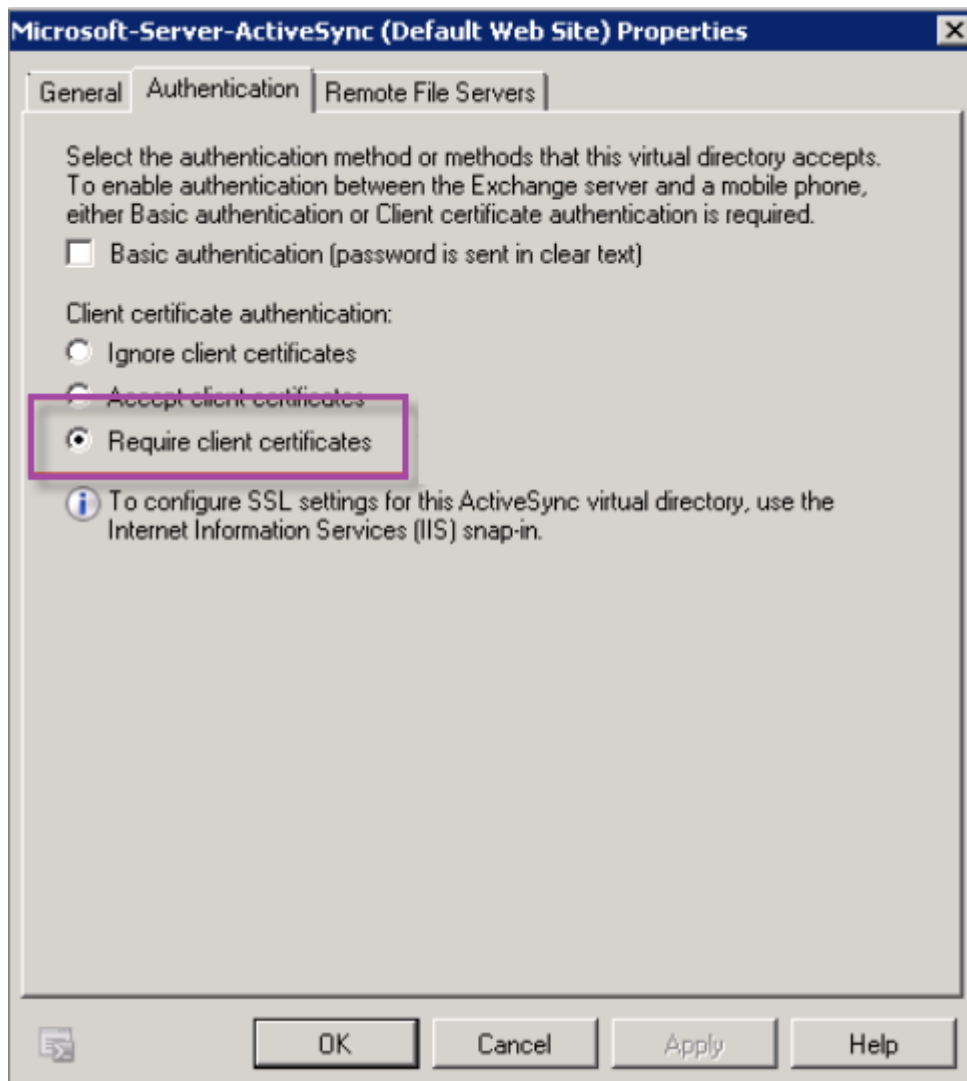 Microsoft-Server-ActiveSync (Default Web Site) Properties
General Authentication Remote File Servers
Select the authentication method or methods that this virtual directory accepts.
To enable authentication between the Exchange server and a mobile phone,
either Basic authentication or Client certificate authentication is required.
Basic authentication (password is sent in clear text)
Client certificate authentication:
Ignore client certificates
Accept client certificates
Require client certificates
To configure SSL settings for this ActiveSync virtual directory, use the
Internet Information Services (IIS) snap-in.
OK Cancel Apply Help